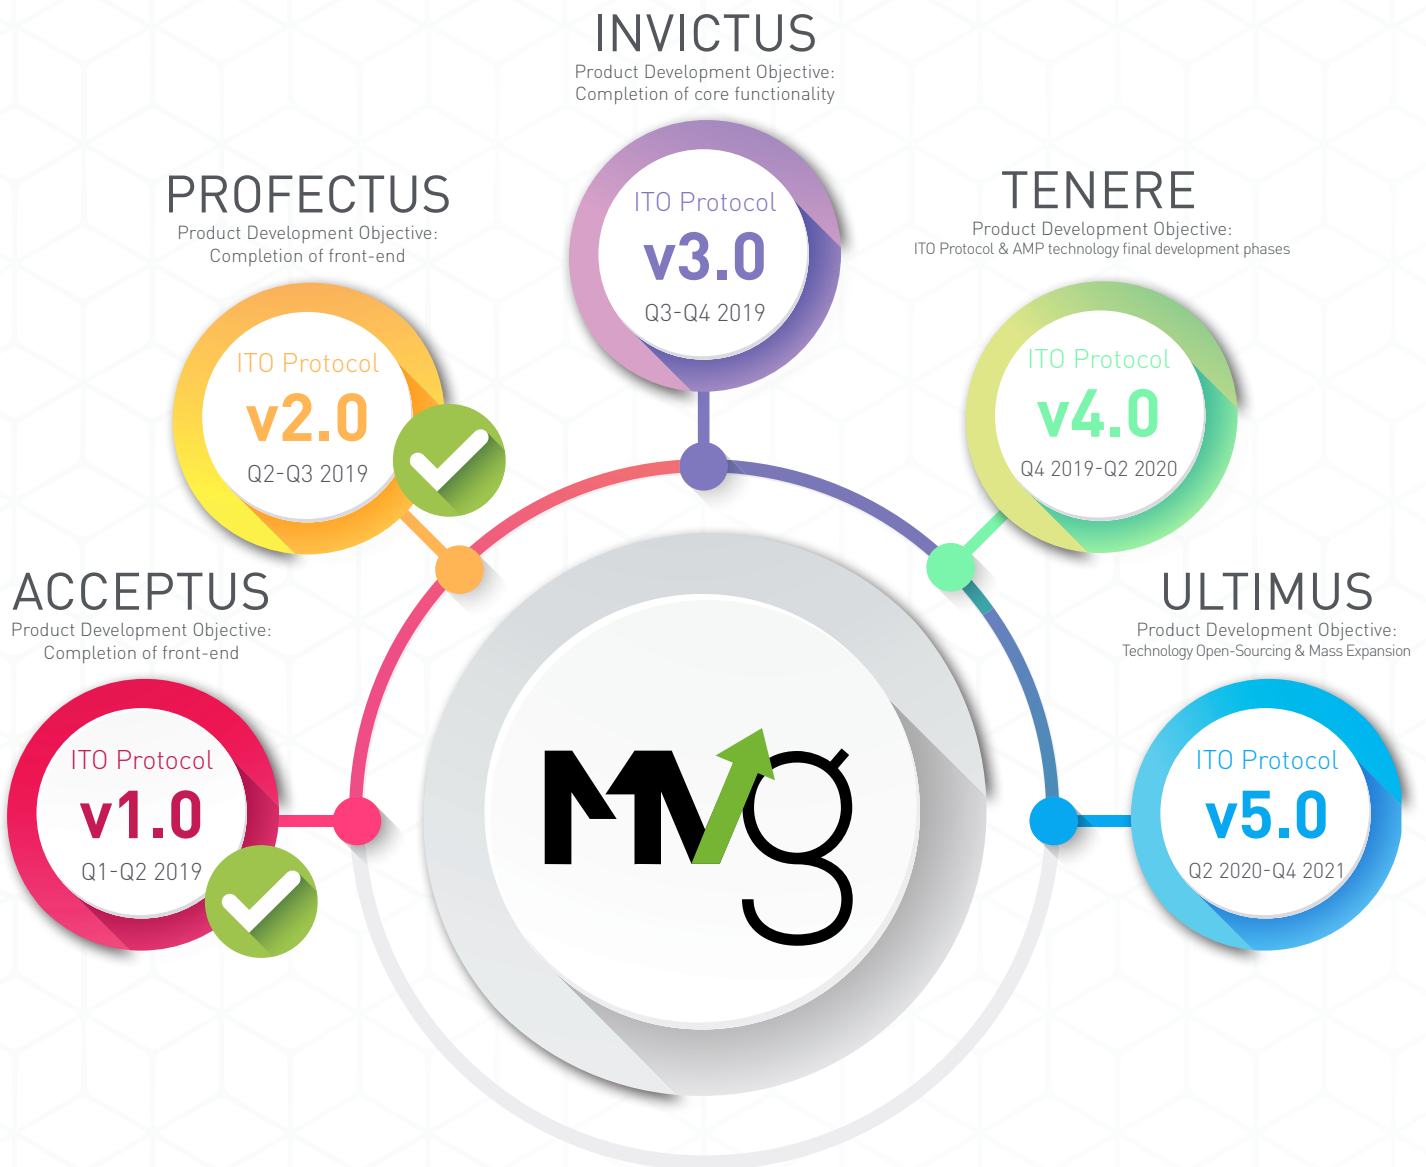 INVICTUS
Product Development Objective:
Completion of core functionality
ITO Protocol
v3.0
Q3-Q4 2019
PROFECTUS
Product Development Objective:
Completion of front-end
ITO Protocol
v2.0
Q2-Q3 2019
TENERE
Product Development Objective:
ITO Protocol & AMP technology final development phases
ITO Protocol
v4.0
Q4 2019-Q2 2020
ACCEPTUS
Product Development Objective:
Completion of front-end
ITO Protocol
v1.0
Q1-Q2 2019
ULTIMUS
Product Development Objective:
Technology Open-Sourcing & Mass Expansion
ITO Protocol
v5.0
Q2 2020-Q4 2021
MVg